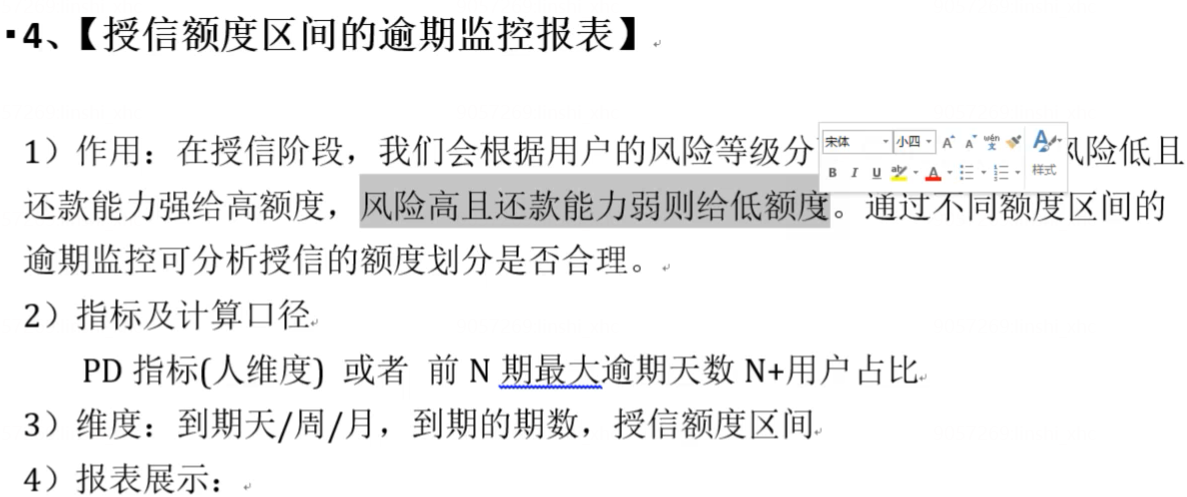 ▪4、【授信额度区间的逾期监控报表】
1）作用：在授信阶段，我们会根据用户的风险等级分
宋体 小四 A A wén 文 A
风险低且
B I U ab A 样式
还款能力强给高额度，风险高且还款能力弱则给低额度。通过不同额度区间的
逾期监控可分析授信的额度划分是否合理。
2）指标及计算口径
PD 指标(人维度) 或者 前 N 期最大逾期天数 N+用户占比
3）维度：到期天/周/月，到期的期数，授信额度区间
4）报表展示：